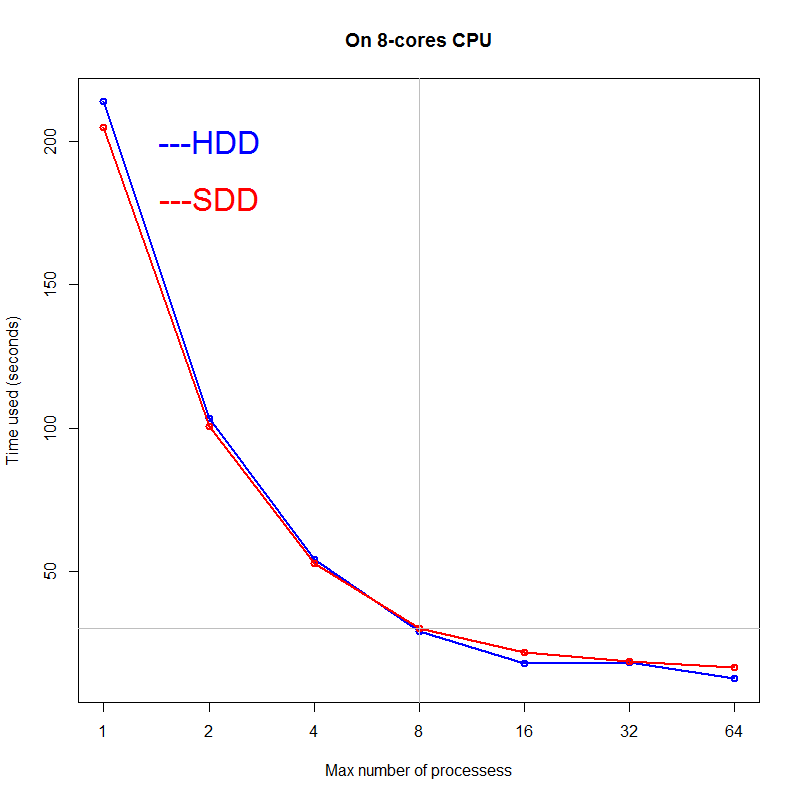 On 8-cores CPU
---HDD
---SDD
200
150
100
50
Time used (seconds)
1 2 4 8 16 32 64
Max number of processess